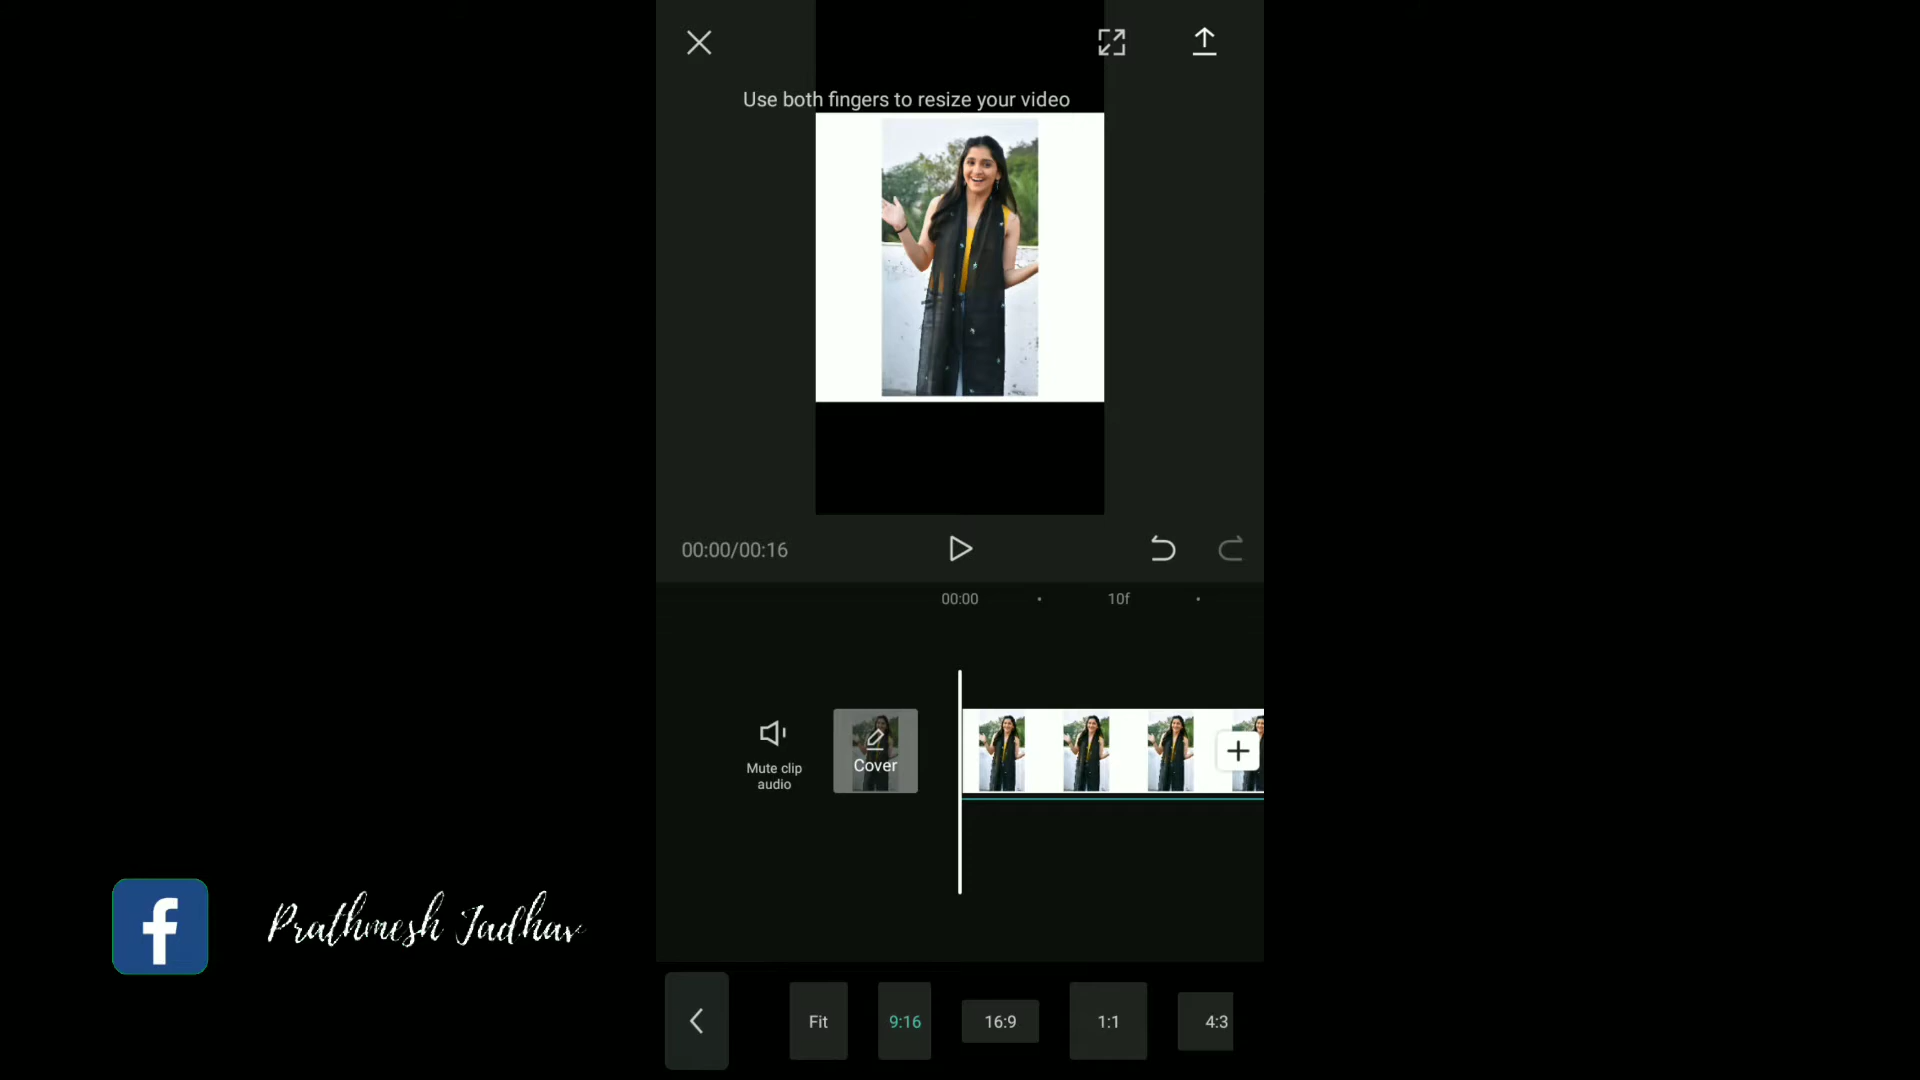 Use both fingers to resize your video
00:00/00:16
00:00
10f
Mute clip
audio
Cover
f
Prathmesh Jadhav
Fit
9:16
16:9
1:1
4:3